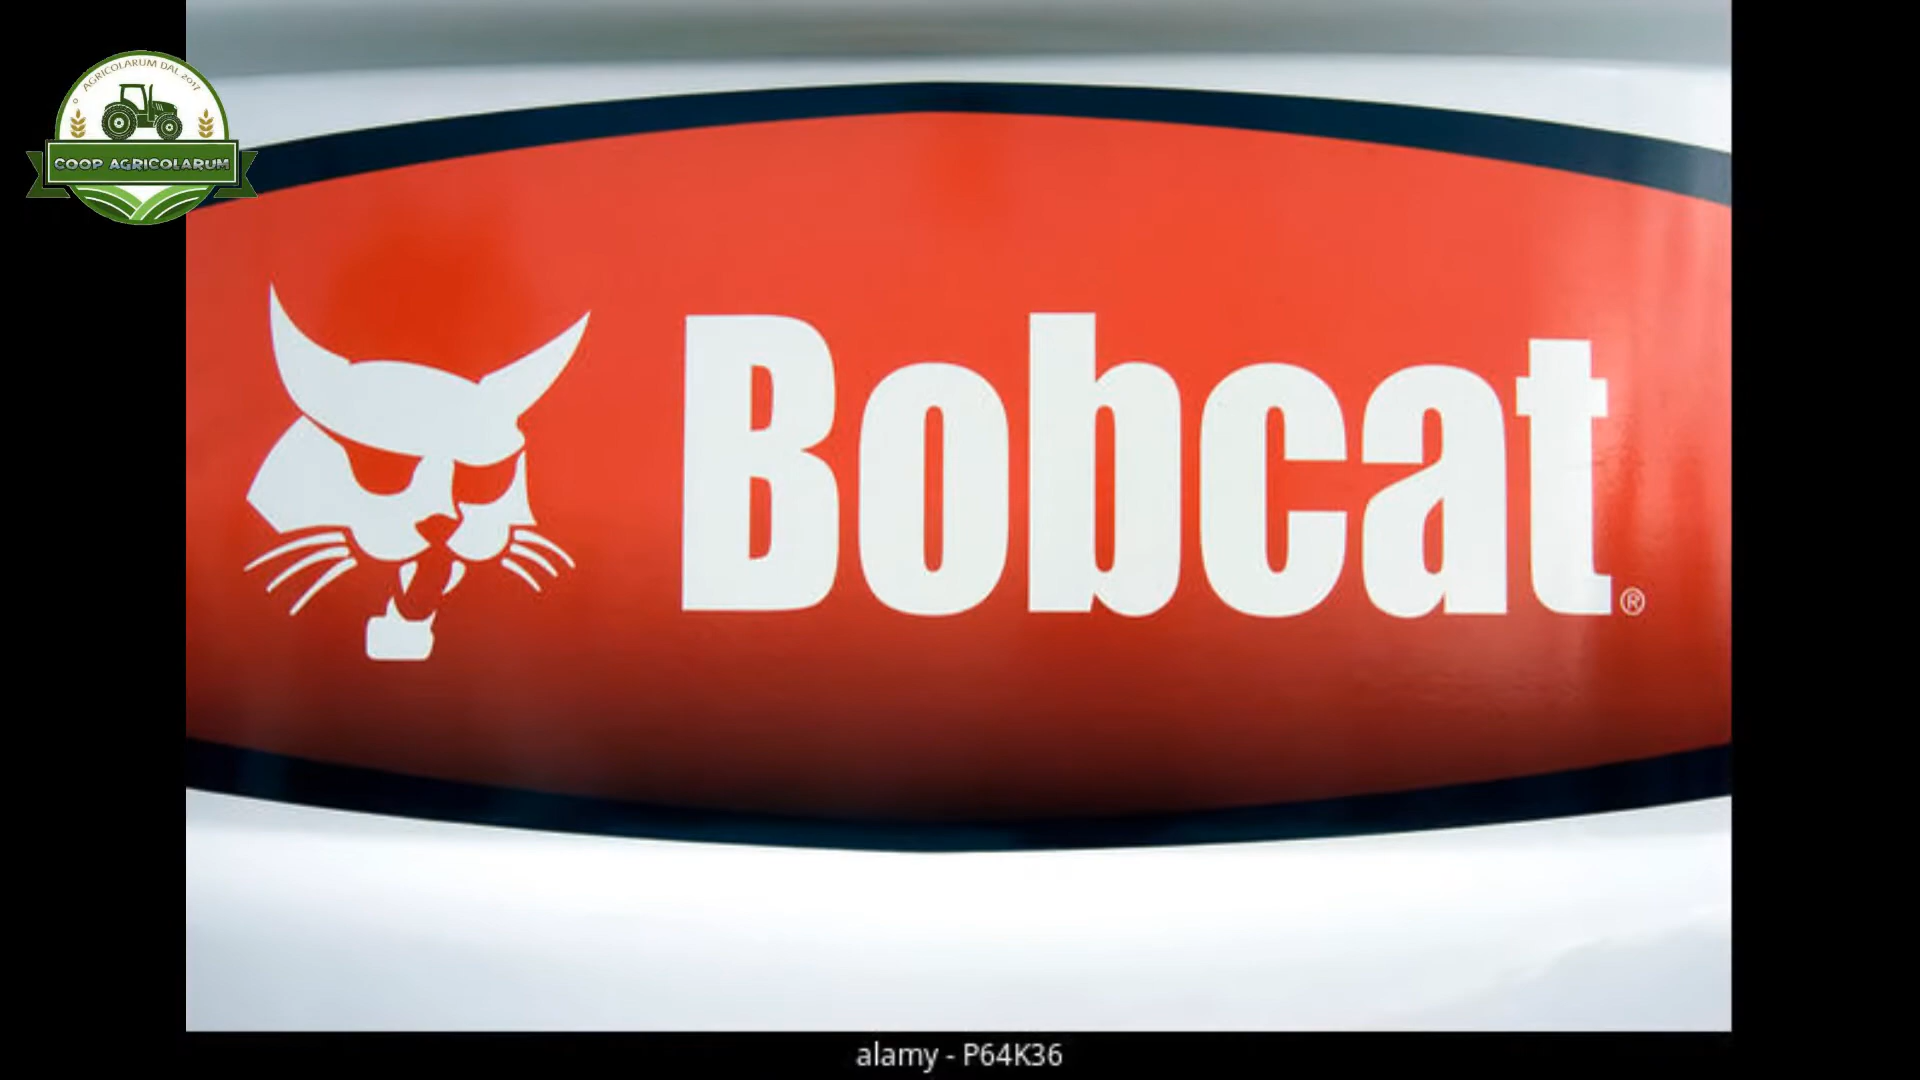 AGRICOLARUM DAL 2017
COOP AGRICOLARUM
Bobcat®
alamy - P64K36